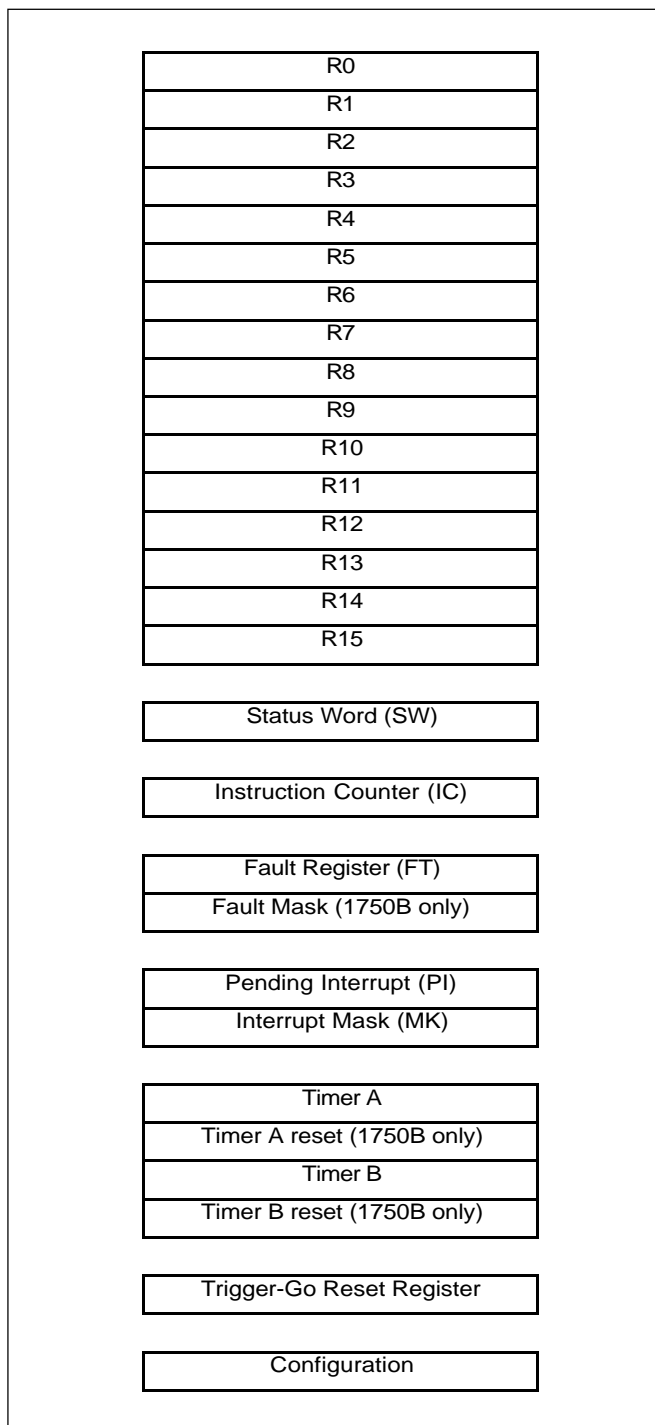 R0
R1
R2
R3
R4
R5
R6
R7
R8
R9
R10
R11
R12
R13
R14
R15
Status Word (SW)
Instruction Counter (IC)
Fault Register (FT)
Fault Mask (1750B only)
Pending Interrupt (PI)
Interrupt Mask (MK)
Timer A
Timer A reset (1750B only)
Timer B
Timer B reset (1750B only)
Trigger-Go Reset Register
Configuration